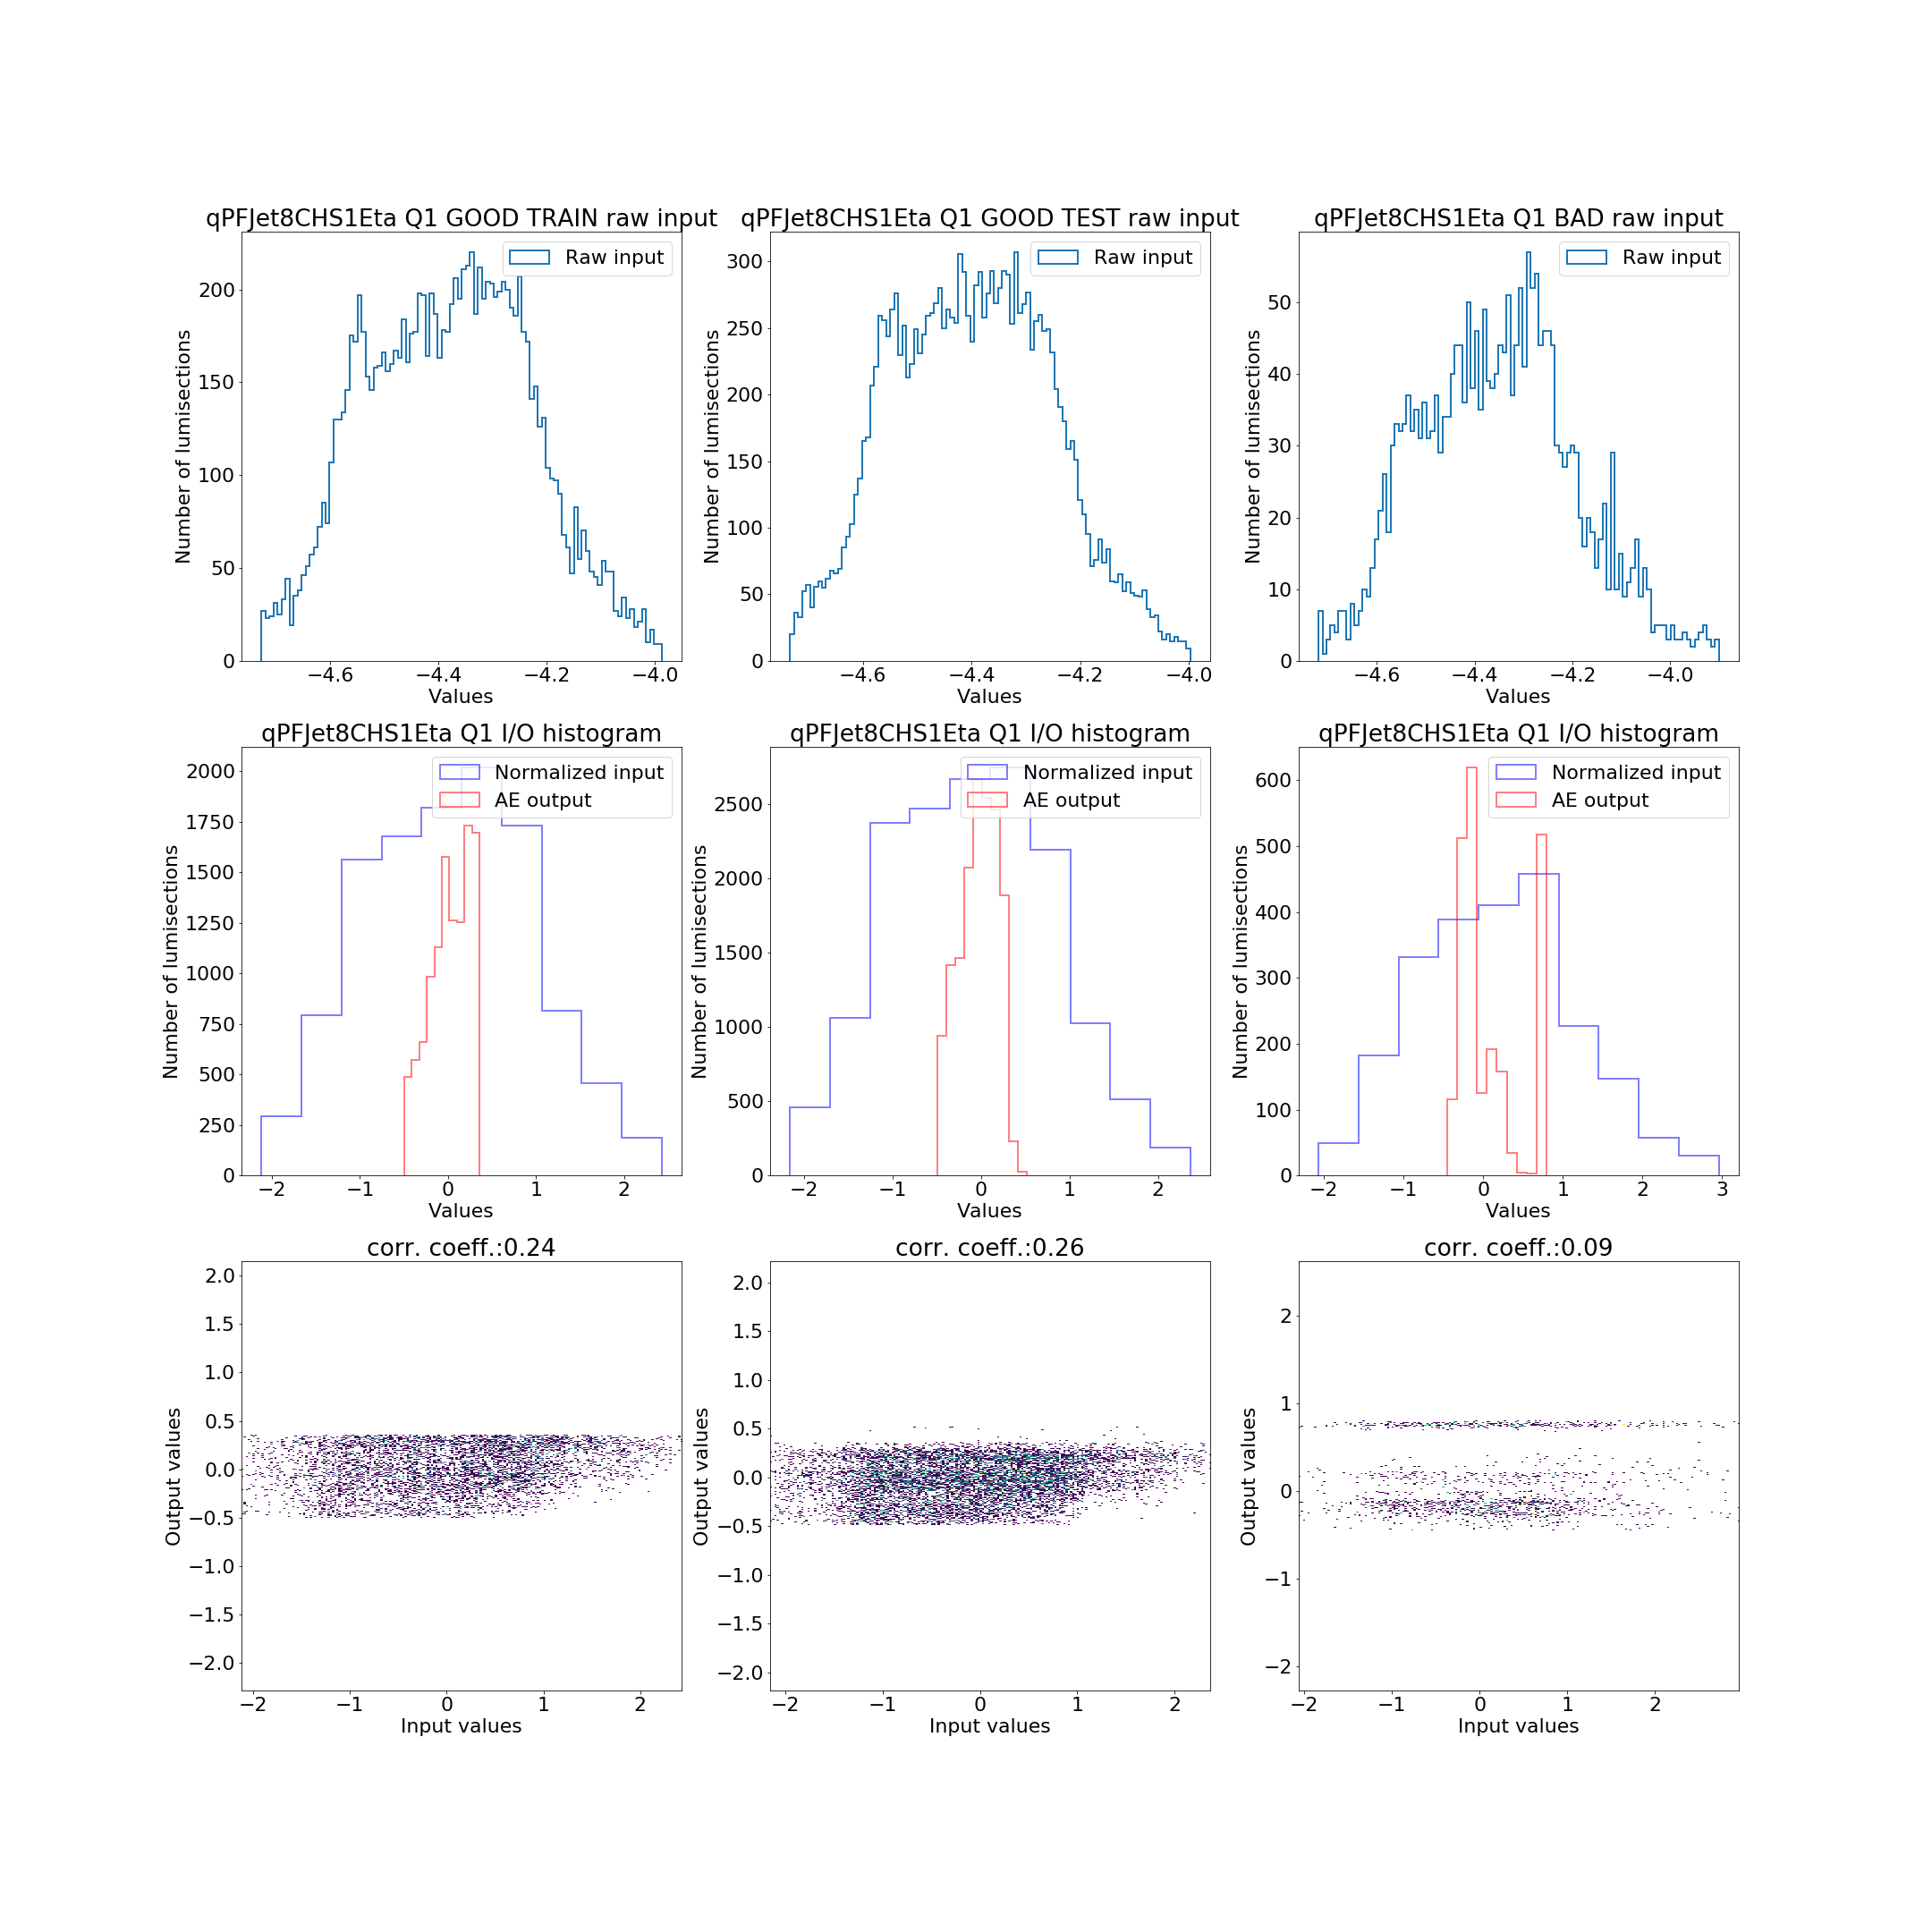 qPFJet8CHS1Eta Q1 GOOD TRAIN raw input
Number of lumisections
200
150
100
50
0
Raw input
−4.6 −4.4 −4.2 −4.0
Values
qPFJet8CHS1Eta Q1 GOOD TEST raw input
Number of lumisections
300
250
200
150
100
50
0
Raw input
−4.6 −4.4 −4.2 −4.0
Values
qPFJet8CHS1Eta Q1 BAD raw input
Number of lumisections
50
40
30
20
10
0
Raw input
−4.6 −4.4 −4.2 −4.0
Values
qPFJet8CHS1Eta Q1 I/O histogram
Number of lumisections
2000
1750
1500
1250
1000
750
500
250
0
Normalized input
AE output
−2 −1 0 1 2
Values
qPFJet8CHS1Eta Q1 I/O histogram
Number of lumisections
2500
2000
1500
1000
500
0
Normalized input
AE output
−2 −1 0 1 2
Values
qPFJet8CHS1Eta Q1 I/O histogram
Number of lumisections
600
500
400
300
200
100
0
Normalized input
AE output
−2 −1 0 1 2 3
Values
corr. coeff.:0.24
Output values
2.0
1.5
1.0
0.5
0.0
−0.5
−1.0
−1.5
−2.0
−2 −1 0 1 2
Input values
corr. coeff.:0.26
Output values
2.0
1.5
1.0
0.5
0.0
−0.5
−1.0
−1.5
−2.0
−2 −1 0 1 2
Input values
corr. coeff.:0.09
Output values
2
1
0
−1
−2
−2 −1 0 1 2
Input values